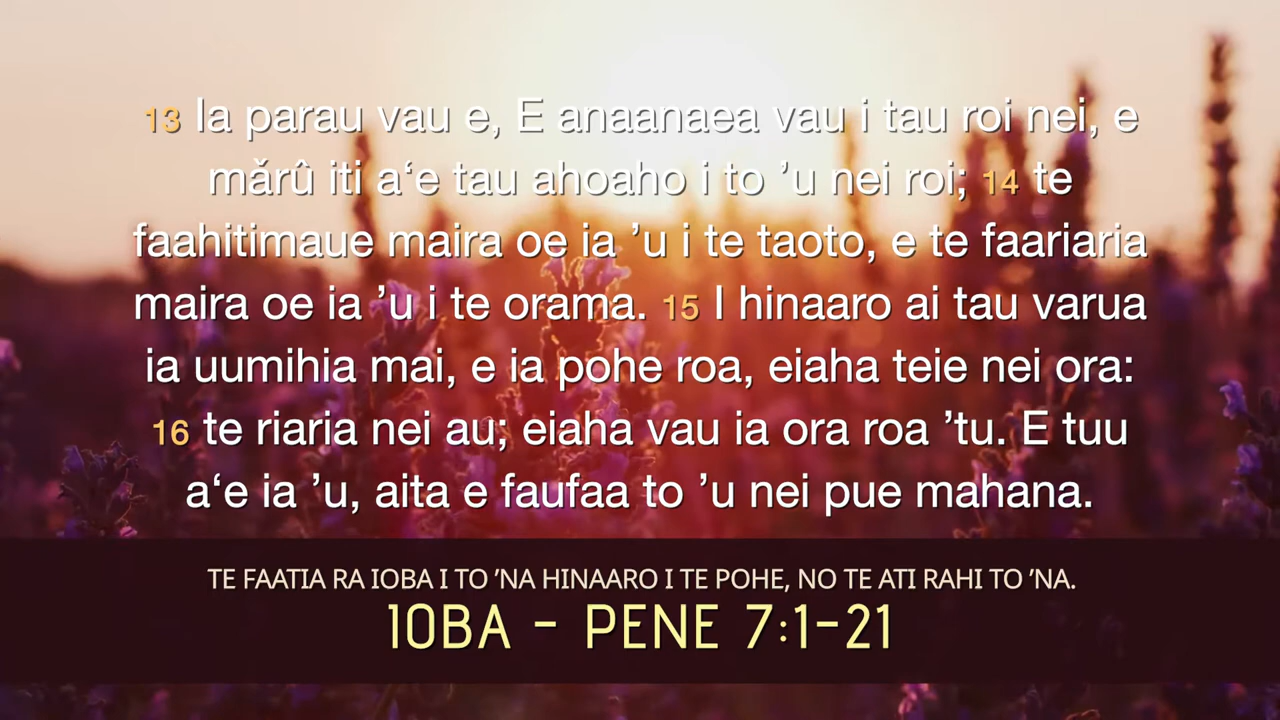 13 Ia parau vau e, E anaanaea vau i tau roi nei, e
mǎrû iti a‘e tau ahoaho i to ’u nei roi; 14 te
faahitimaue maira oe ia ’u i te taoto, e te faariaria
maira oe ia ’u i te orama. 15 I hinaaro ai tau varua
ia uumihia mai, e ia pohe roa, eiaha teie nei ora:
16 te riaria nei au; eiaha vau ia ora roa ’tu. E tuu
a‘e ia ’u, aita e faufaa to ’u nei pue mahana.
TE FAATIA RA IOBA I TO ’NA HINAARO I TE POHE, NO TE ATI RAHI TO ’NA.
IOBA - PENE 7:1-21